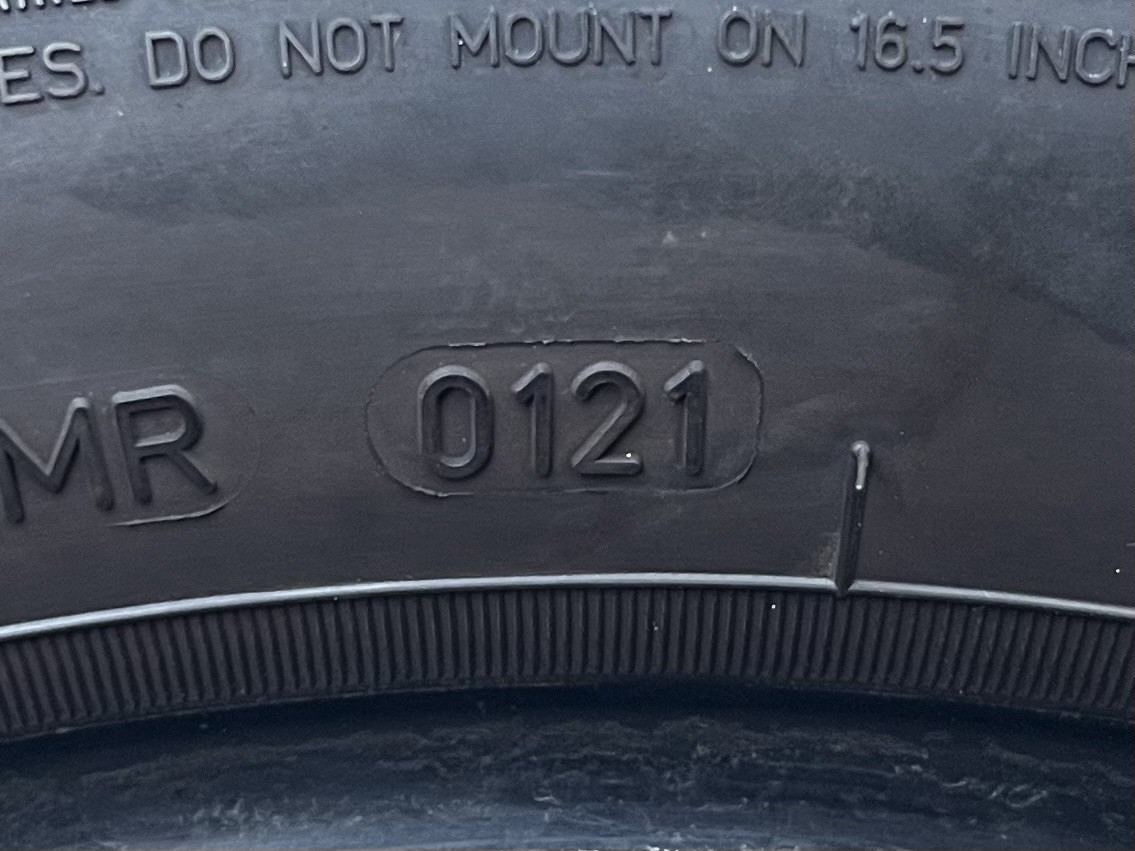 ES. DO NOT MOUNT ON 16.5 INCH
MR 0121